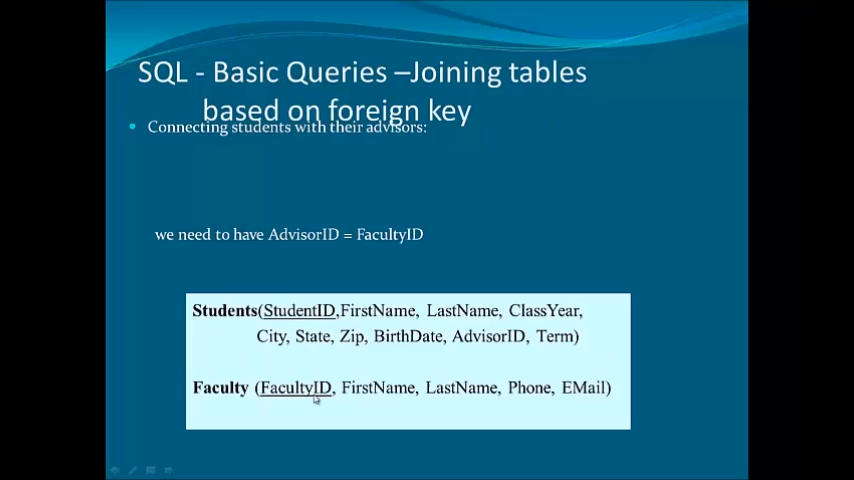 SQL - Basic Queries –Joining tables
based on foreign key
Connecting students with their advisors:
we need to have AdvisorID = FacultyID
Students(StudentID,FirstName, LastName, ClassYear,
City, State, Zip, BirthDate, AdvisorID, Term)
Faculty (FacultyID, FirstName, LastName, Phone, EMail)